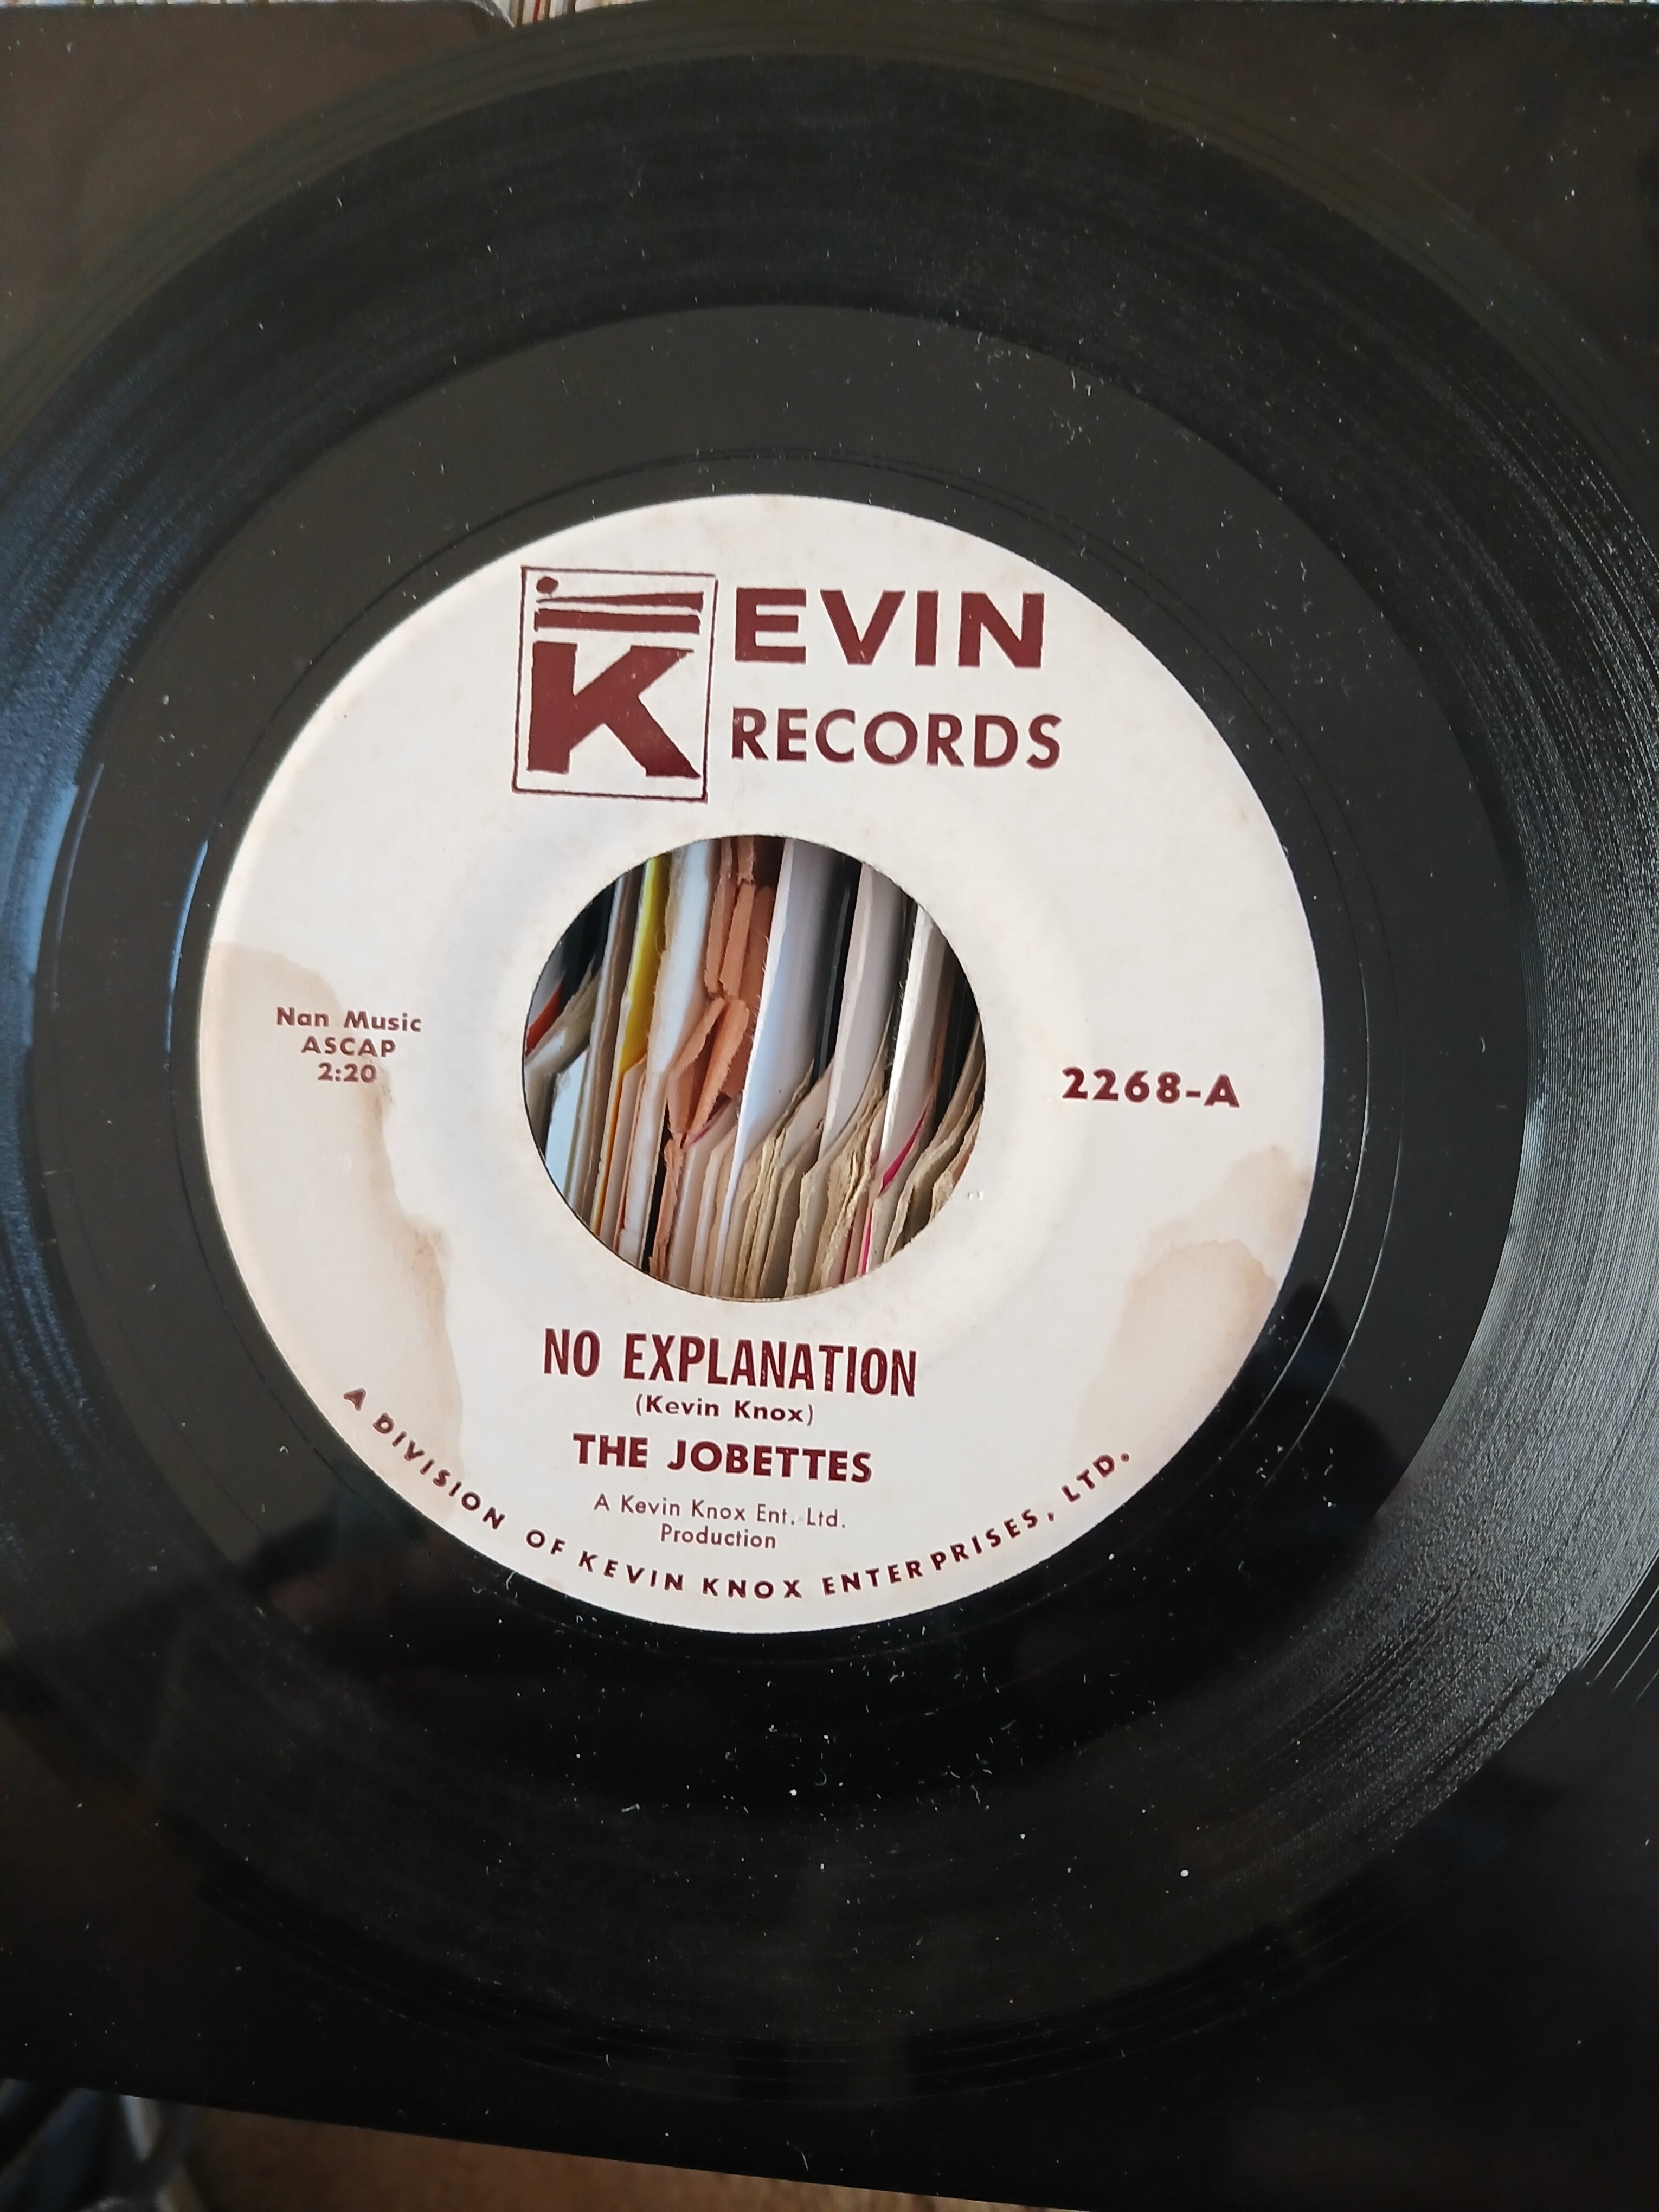 KEVIN
RECORDS
Nan Music
ASCAP
2:20
2268-A
NO EXPLANATION
(Kevin Knox)
THE JOBETTES
A Kevin Knox Ent. Ltd.
Production
A DIVISION OF KEVIN KNOX ENTERPRISES, LTD.